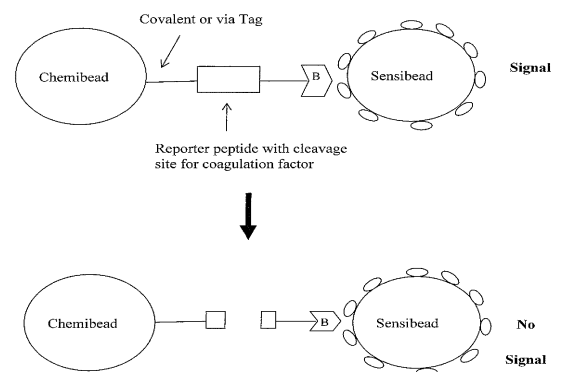 Covalent or via Tag
Chemibead
B
Sensibead
Signal
Reporter peptide with cleavage
site for coagulation factor
Chemibead
B
Sensibead
No
Signal